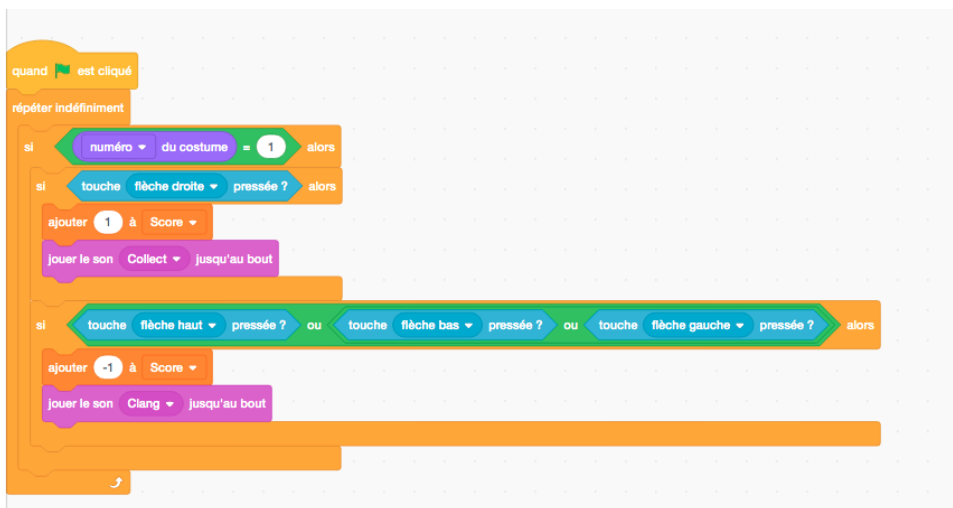 quand est cliqué
répéter indéfiniment
si numéro du costume = 1 alors
si touche flèche droite pressée ? alors
ajouter 1 à Score
jouer le son Collect jusqu'au bout
si touche flèche haut pressée ? ou touche flèche bas pressée ? ou touche flèche gauche pressée ? alors
ajouter -1 à Score
jouer le son Clang jusqu'au bout